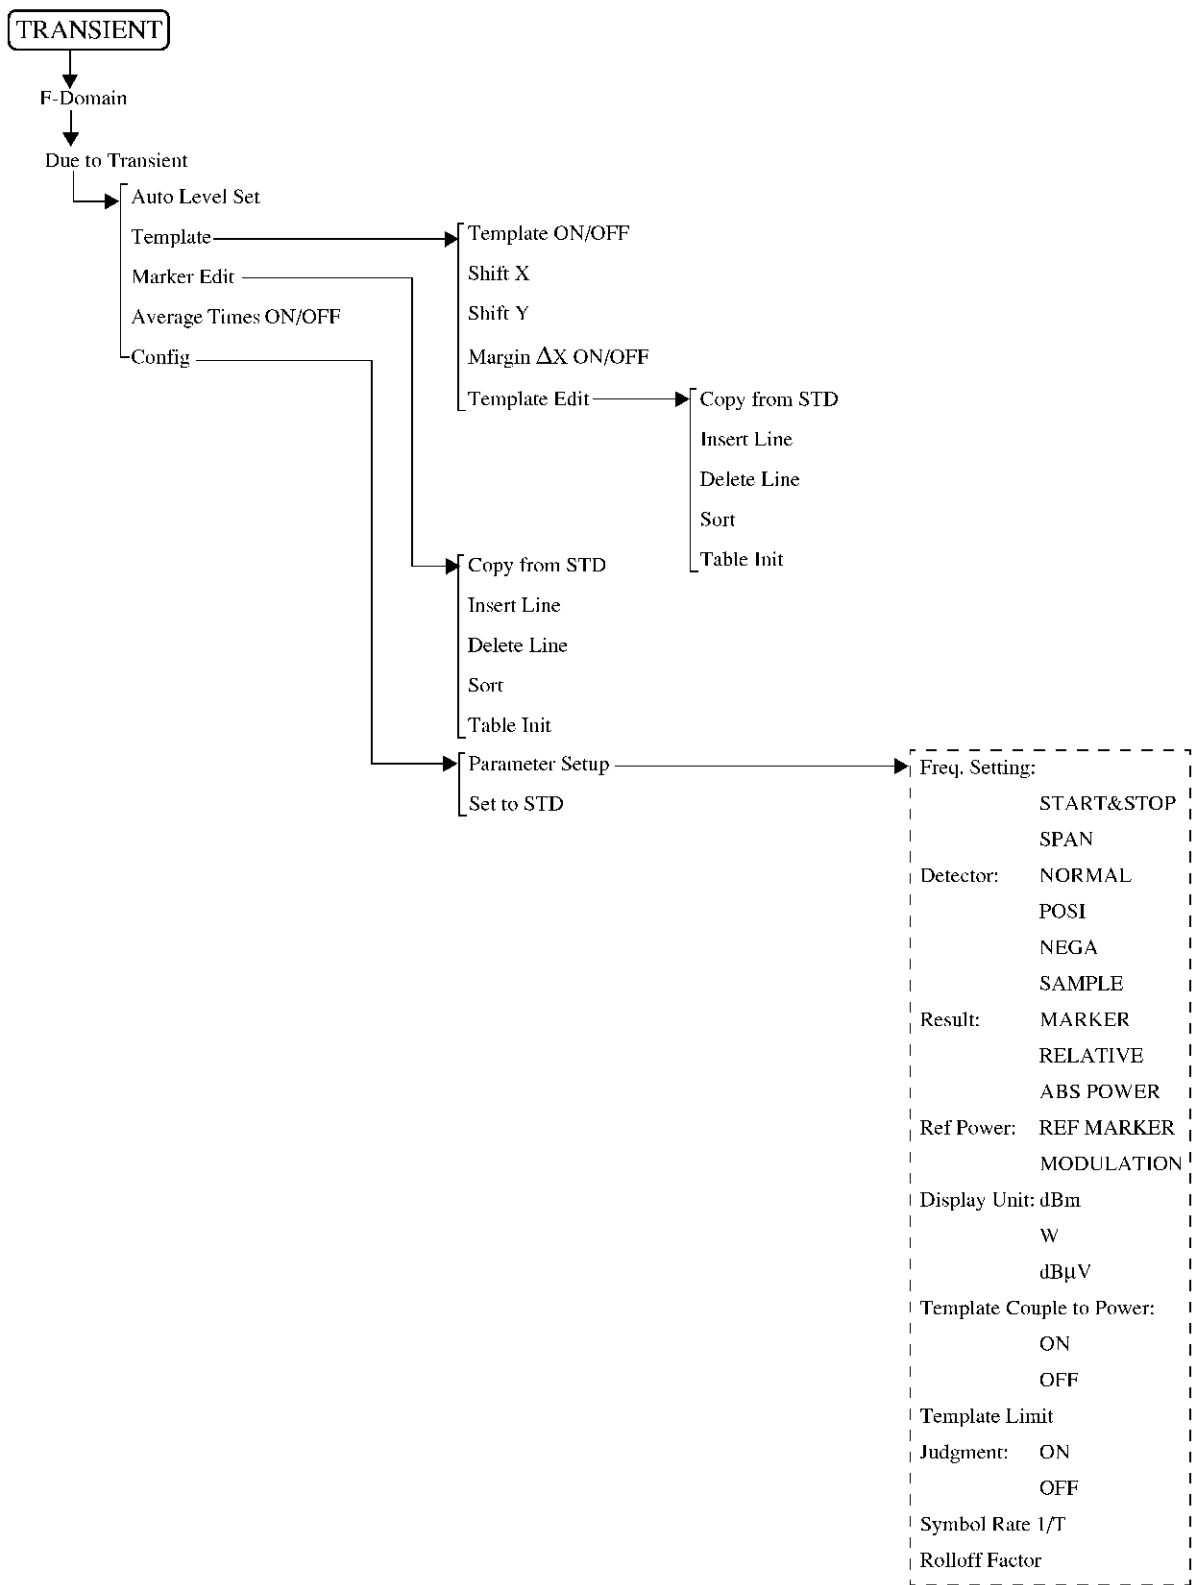 TRANSIENT
F-Domain
Due to Transient
Auto Level Set
Template
Marker Edit
Average Times ON/OFF
Config
Template ON/OFF
Shift X
Shift Y
Margin ΔX ON/OFF
Template Edit
Copy from STD
Insert Line
Delete Line
Sort
Table Init
Copy from STD
Insert Line
Delete Line
Sort
Table Init
Parameter Setup
Set to STD
Freq. Setting:
START&STOP
SPAN
Detector: NORMAL
POSI
NEGA
SAMPLE
Result: MARKER
RELATIVE
ABS POWER
Ref Power: REF MARKER
MODULATION
Display Unit: dBm
W
dBμV
Template Couple to Power:
ON
OFF
Template Limit
Judgment: ON
OFF
Symbol Rate 1/T
Rolloff Factor